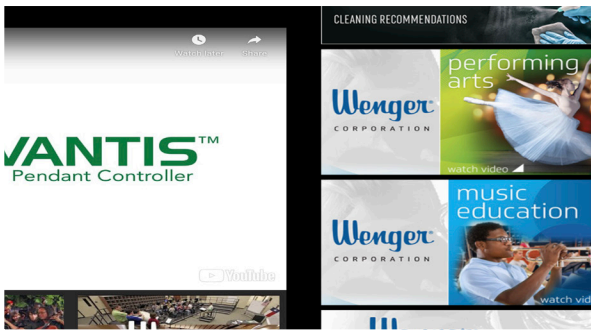 Watch later Share
VANTIS™
Pendant Controller
YouTube
CLEANING RECOMMENDATIONS
Wenger®
CORPORATION
performing
arts
watch video
Wenger®
CORPORATION
music
education
watch vid